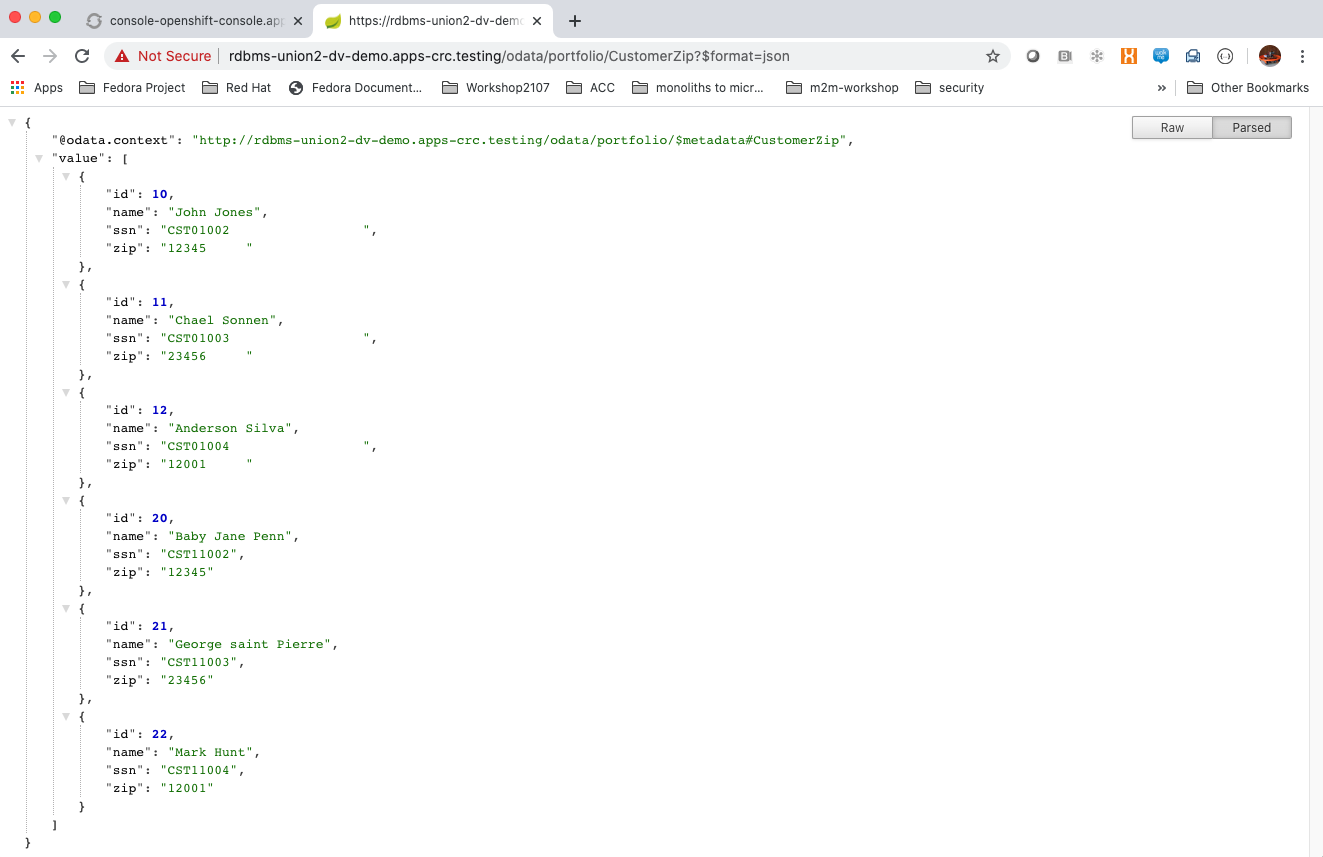 console-openshift-console.app
https://rdbms-union2-dv-demo
Not Secure rdbms-union2-dv-demo.apps-crc.testing/odata/portfolio/CustomerZip?$format=json
Apps Fedora Project Red Hat Fedora Document... Workshop2107 ACC monoliths to micr... m2m-workshop security » Other Bookmarks
Raw Parsed
{
"@odata.context": "http://rdbms-union2-dv-demo.apps-crc.testing/odata/portfolio/$metadata#CustomerZip",
"value": [
{
"id": 10,
"name": "John Jones",
"ssn": "CST01002                 ",
"zip": "12345     "
},
{
"id": 11,
"name": "Chael Sonnen",
"ssn": "CST01003                 ",
"zip": "23456     "
},
{
"id": 12,
"name": "Anderson Silva",
"ssn": "CST01004                 ",
"zip": "12001     "
},
{
"id": 20,
"name": "Baby Jane Penn",
"ssn": "CST11002",
"zip": "12345"
},
{
"id": 21,
"name": "George saint Pierre",
"ssn": "CST11003",
"zip": "23456"
},
{
"id": 22,
"name": "Mark Hunt",
"ssn": "CST11004",
"zip": "12001"
}
]
}